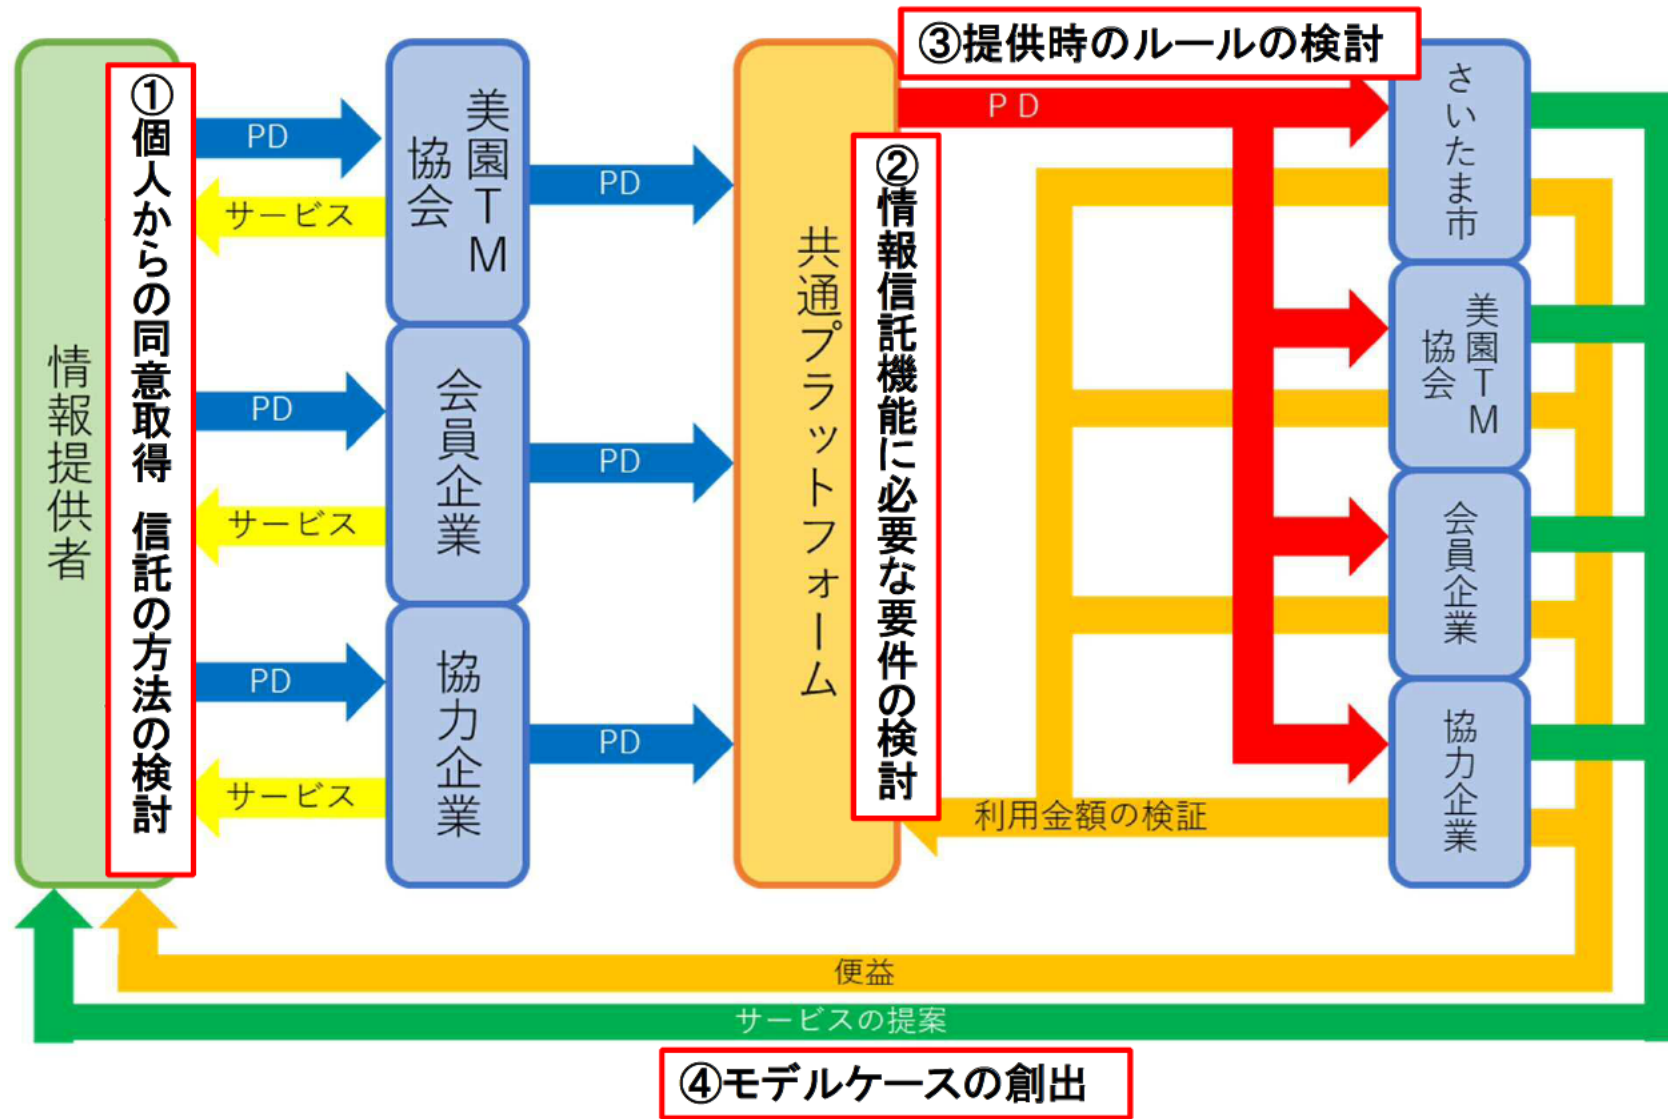 ③提供時のルールの検討
情報提供者
①個人からの同意取得 信託の方法の検討
PD
サービス
PD
サービス
PD
サービス
美園TM
協会
会員企業
協力企業
PD
PD
PD
共通プラットフォーム
②情報信託機能に必要な要件の検討
PD
利用金額の検証
さいたま市
美園TM
協会
会員企業
協力企業
便益
サービスの提案
④モデルケースの創出